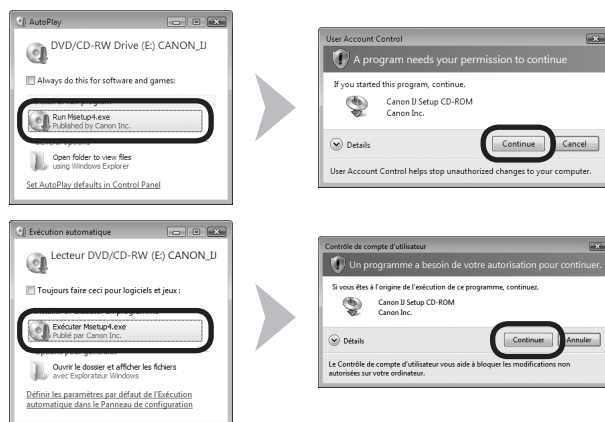 AutoPlay
DVD/CD-RW Drive (E:) CANON_IJ
Always do this for software and games:
Run Msetup4.exe
Published by Canon Inc.
Open folder to view files
using Windows Explorer
Set AutoPlay defaults in Control Panel
User Account Control
A program needs your permission to continue
If you started this program, continue.
Canon IJ Setup CD-ROM
Canon Inc.
Details
Continue
Cancel
User Account Control helps stop unauthorized changes to your computer.
Exécution automatique
Lecteur DVD/CD-RW (E:) CANON_IJ
Toujours faire ceci pour logiciels et jeux :
Exécuter Msetup4.exe
Publié par Canon Inc.
Ouvrir le dossier et afficher les fichiers
avec Explorateur Windows
Définir les paramètres par défaut de l'Exécution
automatique dans le Panneau de configuration
Contrôle de compte d'utilisateur
Un programme a besoin de votre autorisation pour continuer.
Si vous êtes à l'origine de l'exécution de ce programme, continuez.
Canon IJ Setup CD-ROM
Canon Inc.
Détails
Continuer
Annuler
Le Contrôle de compte d'utilisateur vous aide à bloquer les modifications non
autorisées sur votre ordinateur.